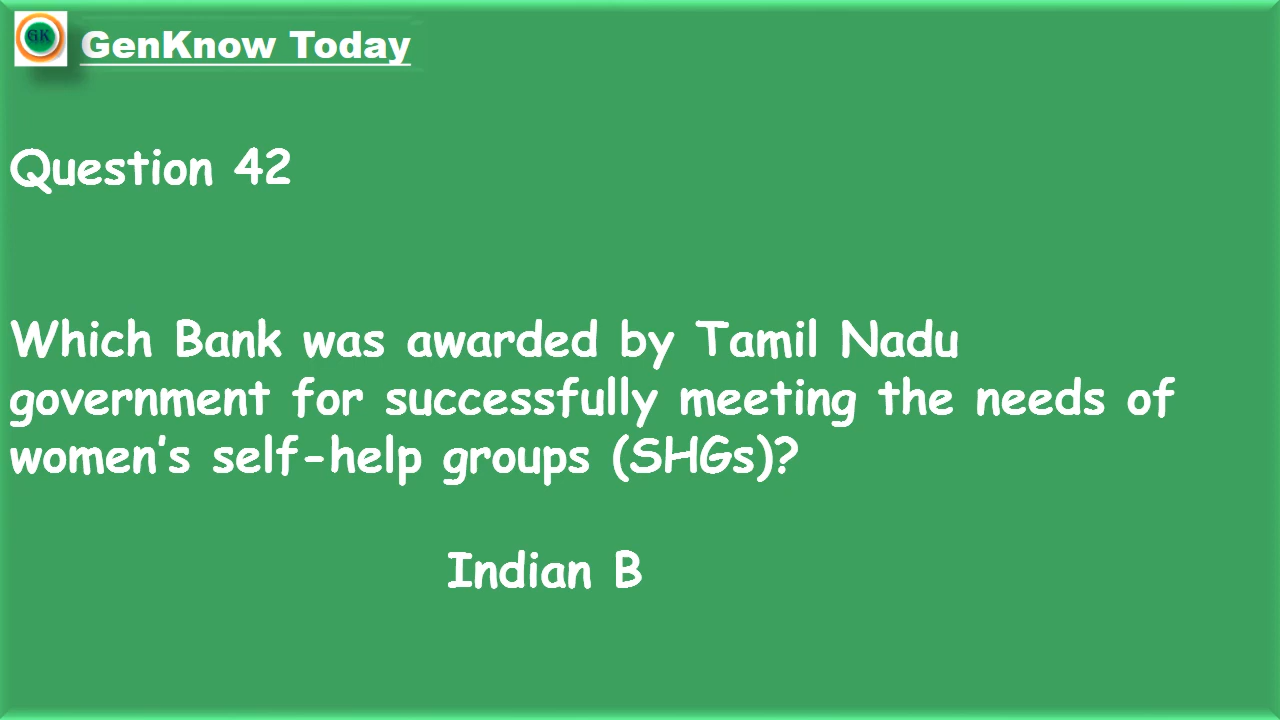 GK
GenKnow Today
Question 42
Which Bank was awarded by Tamil Nadu
government for successfully meeting the needs of
women's self-help groups (SHGs)?
Indian B